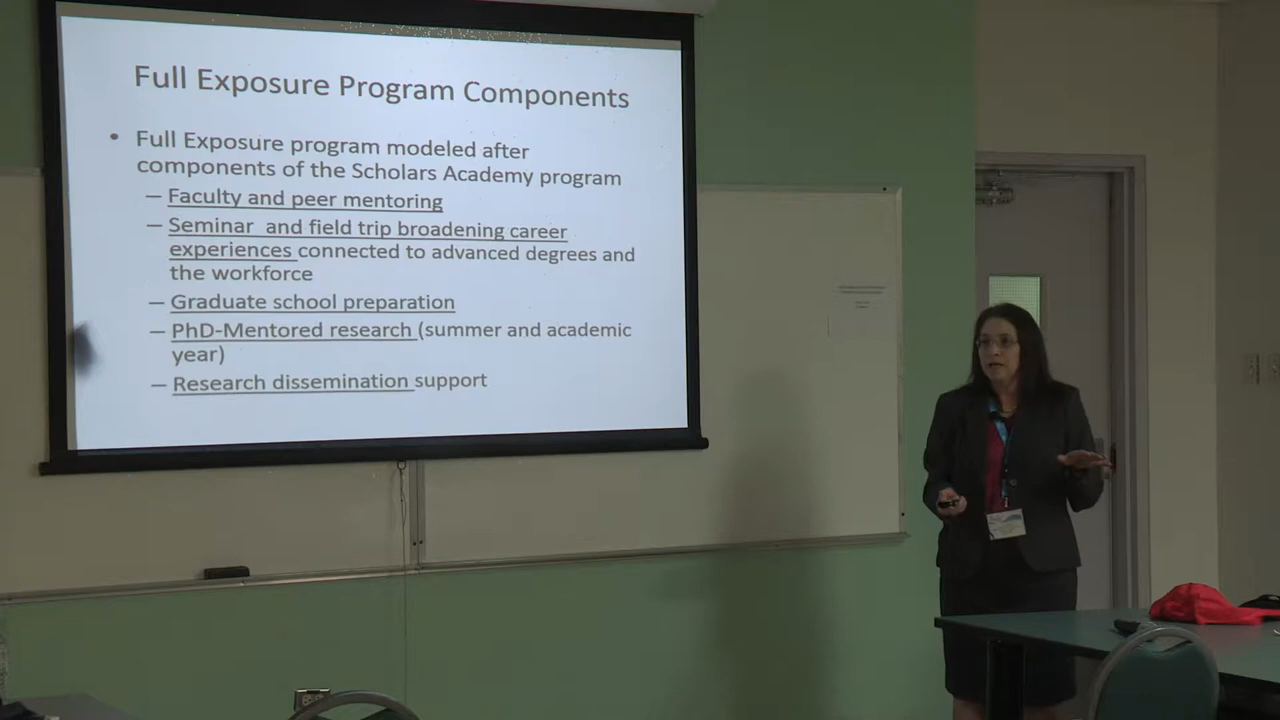 Full Exposure Program Components
• Full Exposure program modeled after
components of the Scholars Academy program
– Faculty and peer mentoring
– Seminar and field trip broadening career
experiences connected to advanced degrees and
the workforce
– Graduate school preparation
– PhD-Mentored research (summer and academic
year)
– Research dissemination support